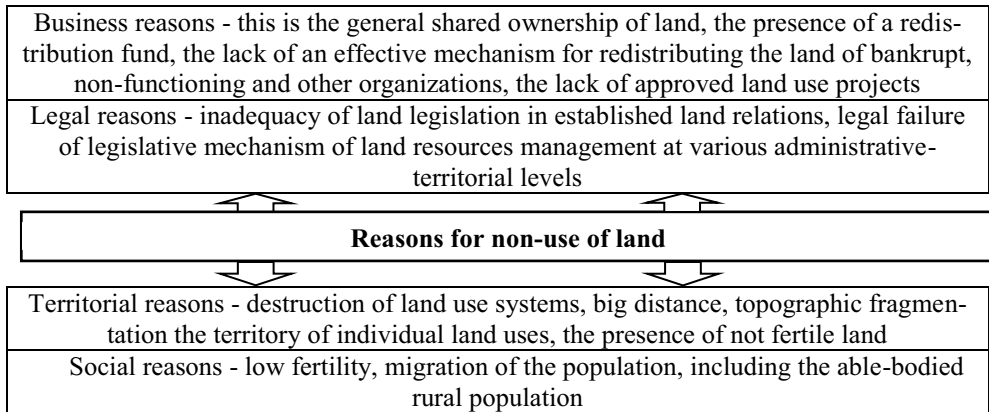 Business reasons - this is the general shared ownership of land, the presence of a redis-
tribution fund, the lack of an effective mechanism for redistributing the land of bankrupt,
non-functioning and other organizations, the lack of approved land use projects
Legal reasons - inadequacy of land legislation in established land relations, legal failure
of legislative mechanism of land resources management at various administrative-
territorial levels
Reasons for non-use of land
Territorial reasons - destruction of land use systems, big distance, topographic fragmen-
tation the territory of individual land uses, the presence of not fertile land
Social reasons - low fertility, migration of the population, including the able-bodied
rural population